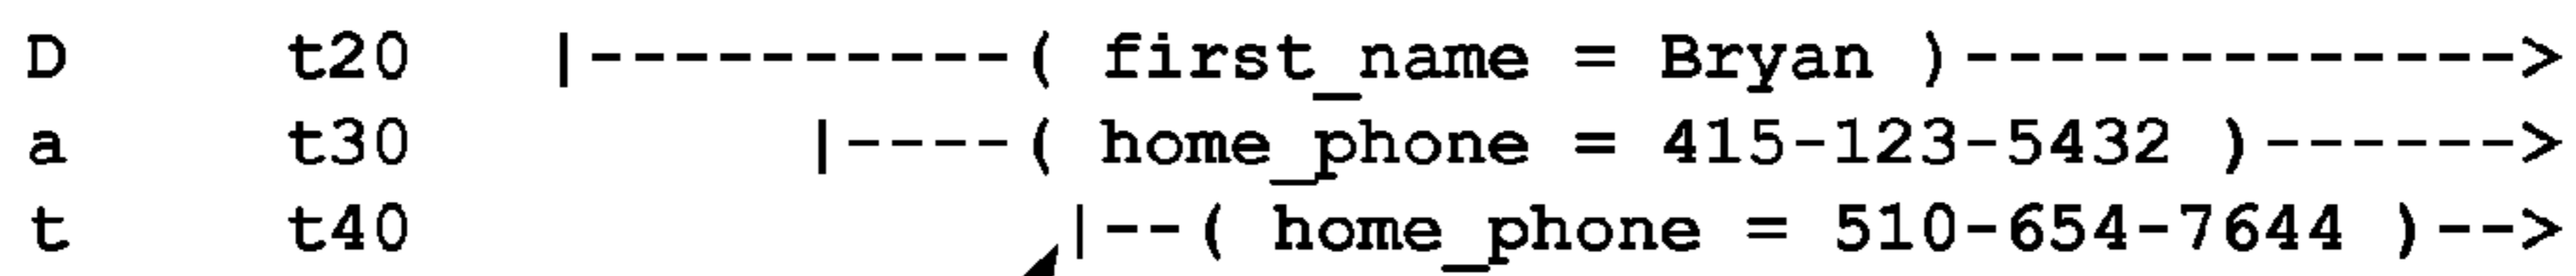 D t20 |----------( first_name = Bryan )------------->
a t30 |----( home_phone = 415-123-5432 )------>
t t40 |--( home_phone = 510-654-7644 )-->